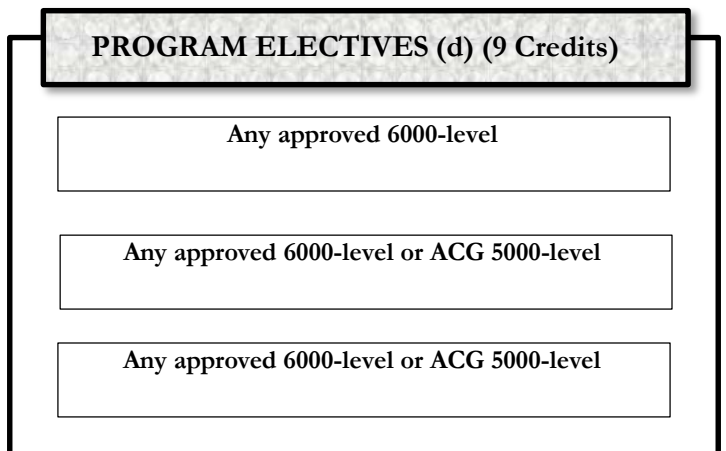 PROGRAM ELECTIVES (d) (9 Credits)
Any approved 6000-level
Any approved 6000-level or ACG 5000-level
Any approved 6000-level or ACG 5000-level